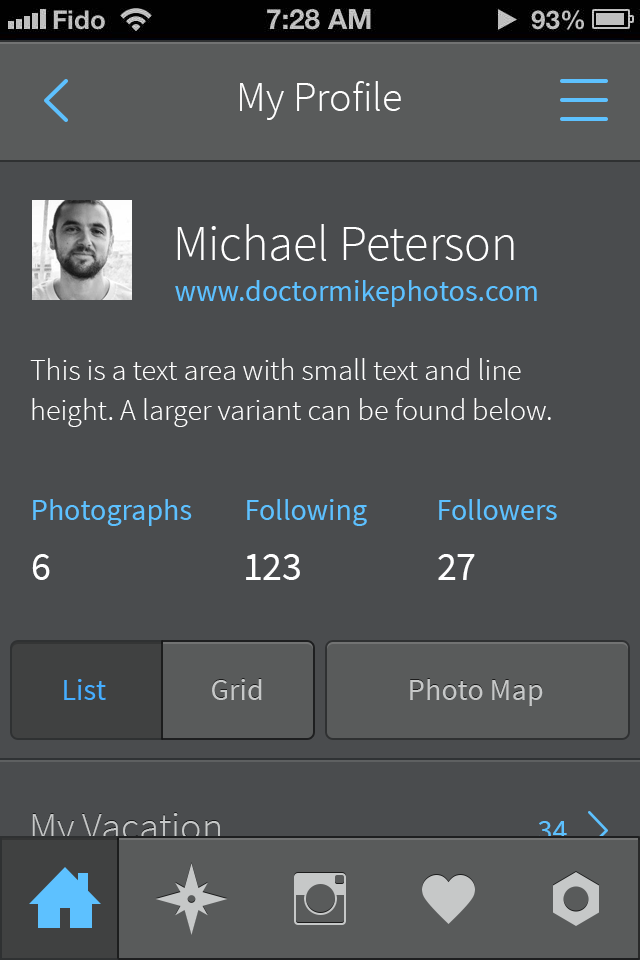 Fido 7:28 AM 93%
My Profile
Michael Peterson
www.doctormikephotos.com
This is a text area with small text and line
height. A larger variant can be found below.
Photographs Following Followers
6 123 27
List Grid Photo Map
My Vacation 34